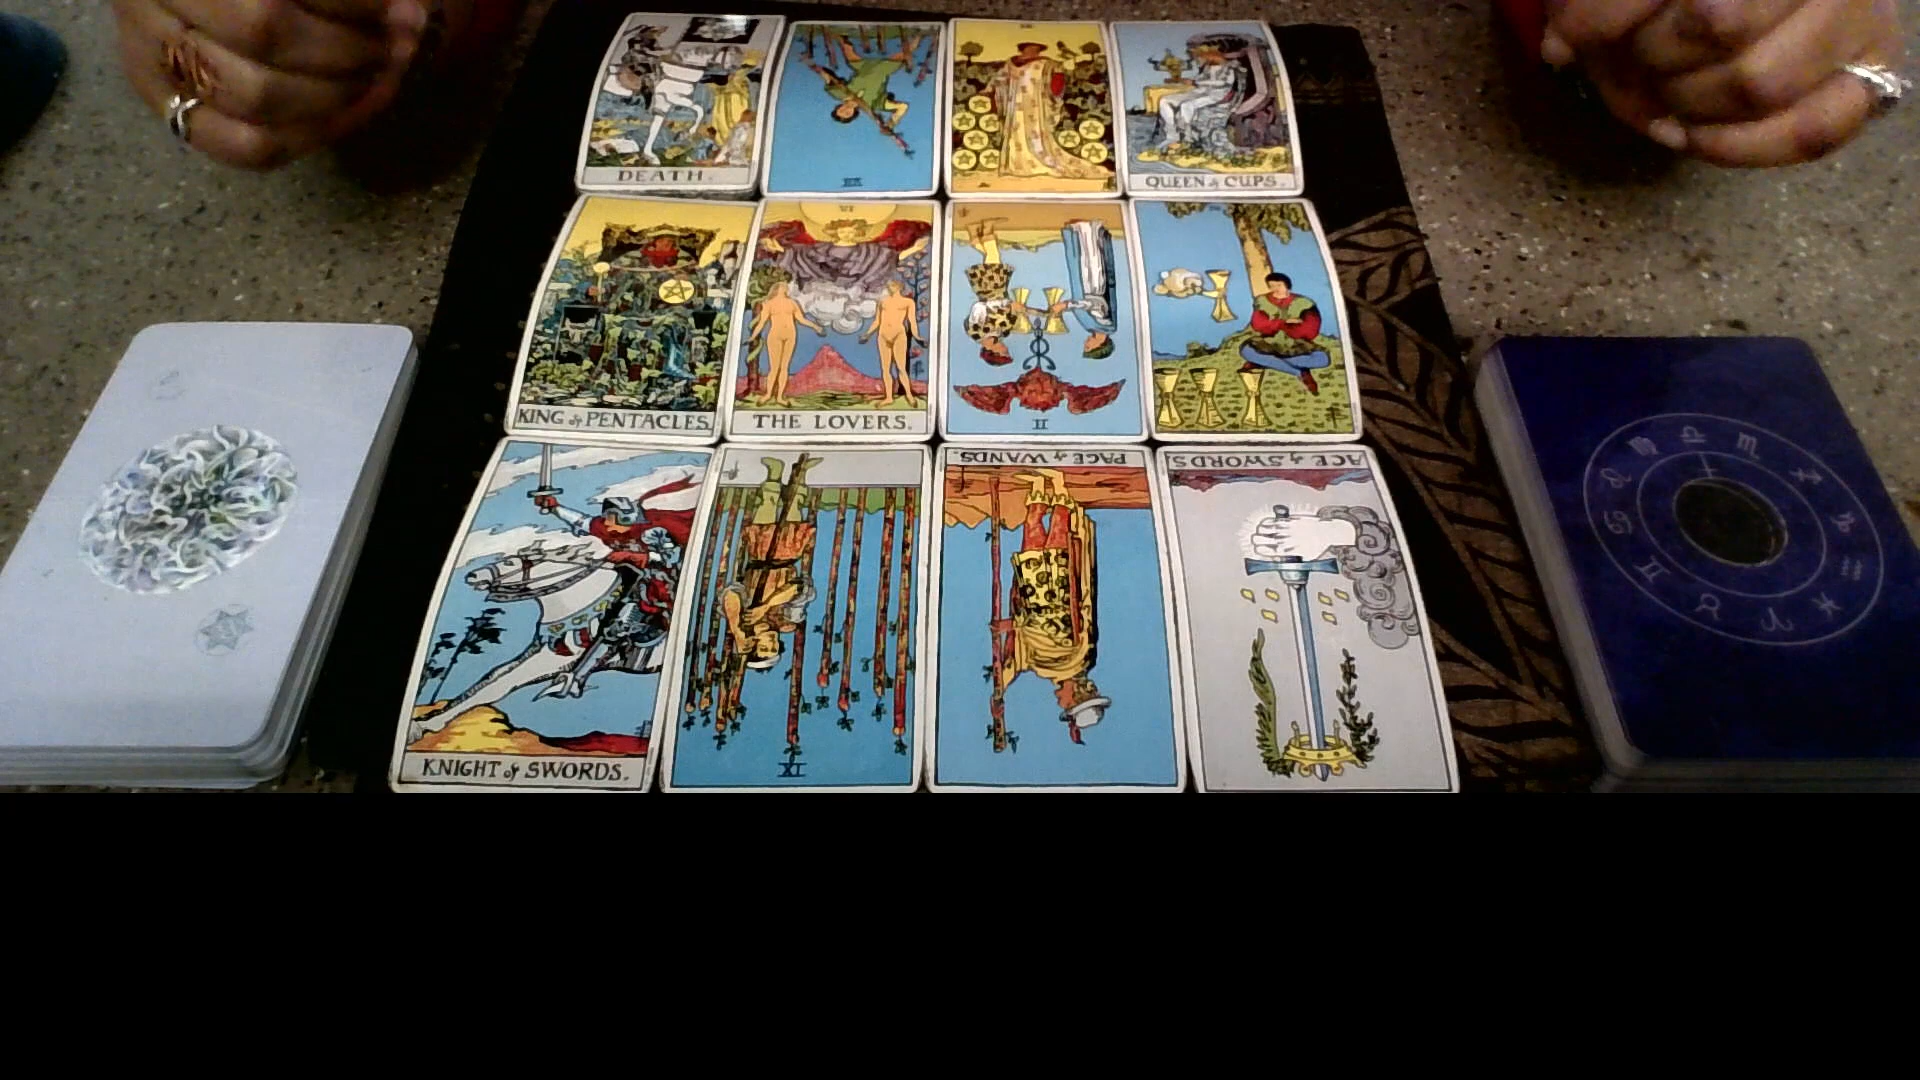 DEATH.
QUEEN of CUPS.
KING of PENTACLES.
VI
THE LOVERS.
II
PAGE of WANDS.
ACE of SWORDS
KNIGHT of SWORDS.